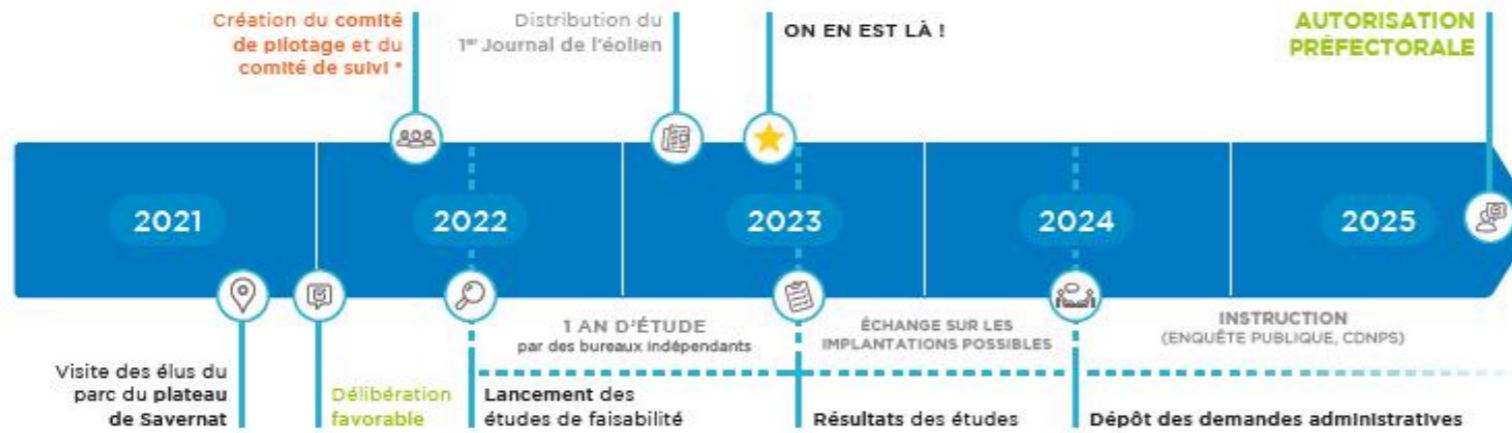 Création du comité
de pilotage et du
comité de suivi *
Distribution du
1er Journal de l'éolien
ON EN EST LÀ !
AUTORISATION
PRÉFECTORALE
2021
2022
2023
2024
2025
1 AN D'ÉTUDE
par des bureaux indépendants
ÉCHANGE SUR LES
IMPLANTATIONS POSSIBLES
INSTRUCTION
(ENQUÊTE PUBLIQUE, CDNPS)
Visite des élus du
parc du plateau
de Savernat
Délibération
favorable
Lancement des
études de faisabilité
Résultats des études
Dépôt des demandes administratives